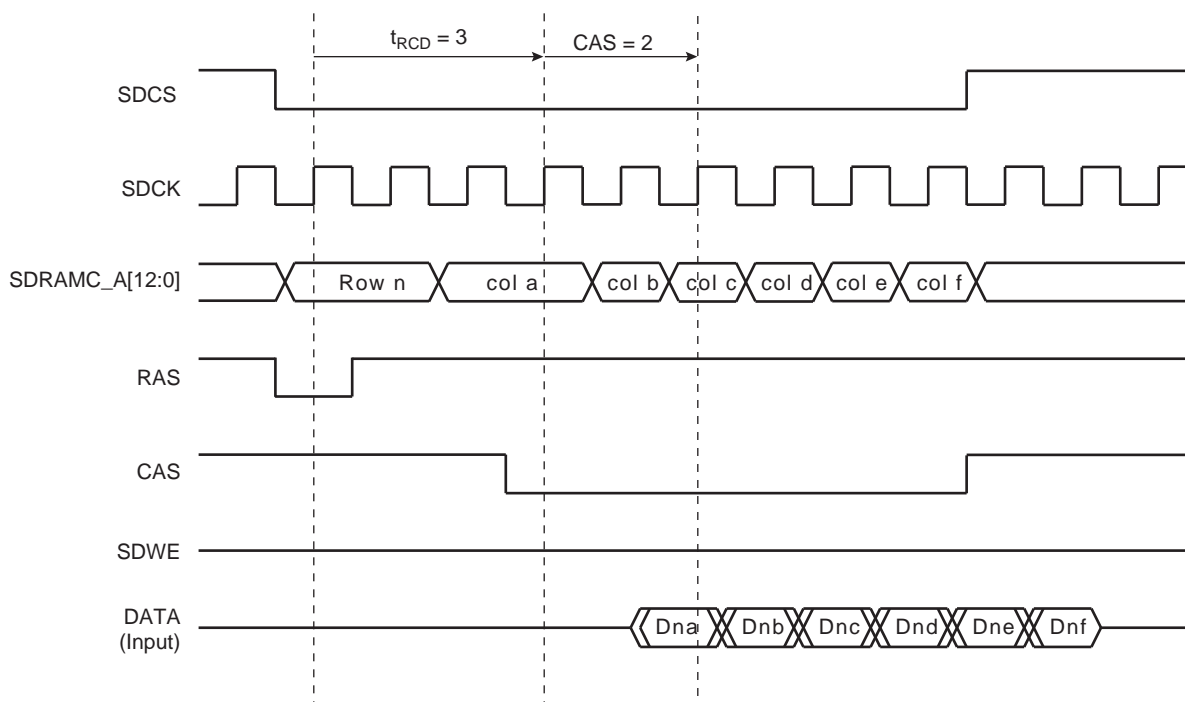 tRCD = 3
CAS = 2
SDCS
SDCK
SDRAMC_A[12:0]
Row n
col a
col b
col c
col d
col e
col f
RAS
CAS
SDWE
DATA
(Input)
Dna
Dnb
Dnc
Dnd
Dne
Dnf